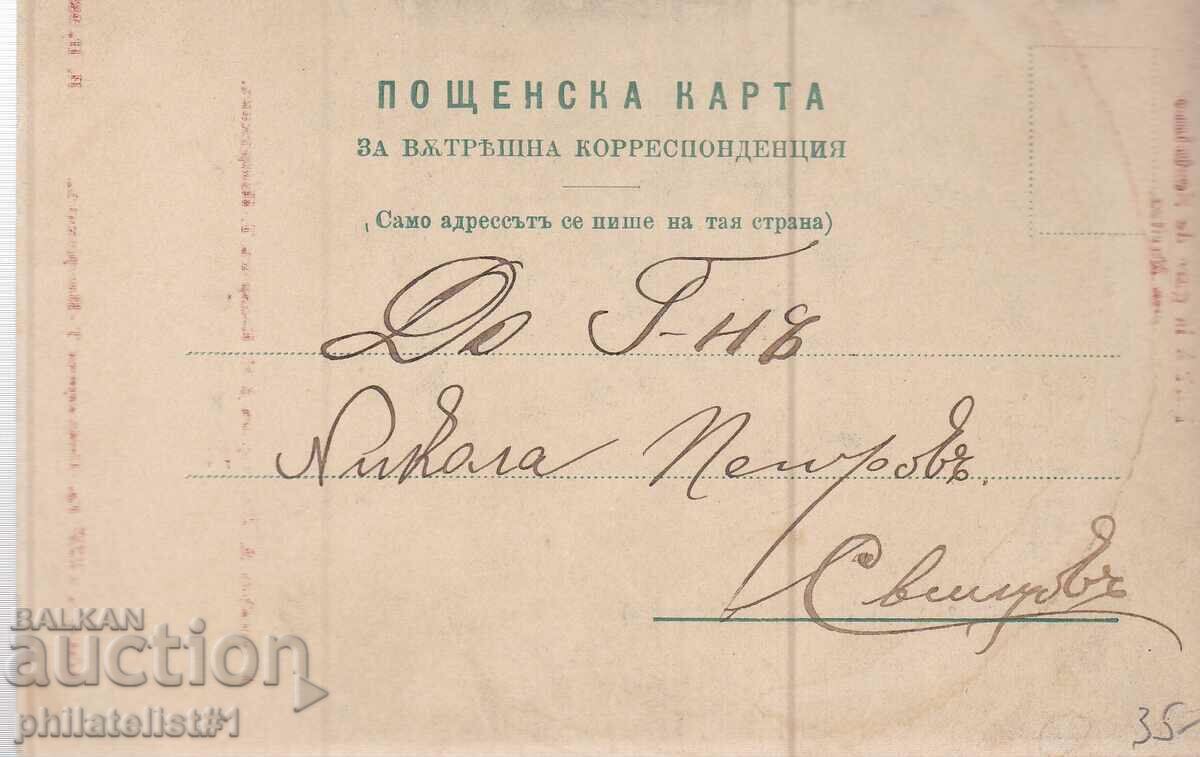 ПОЩЕНСКА КАРТА
ЗА ВѪТРѢШНА КОРРЕСПОНДЕНЦИЯ
(Само адрессътъ се пише на тая страна)
До Г-нъ
Никола Петровъ.
Свищовъ
BALKAN
auction
philatelist#1
35-